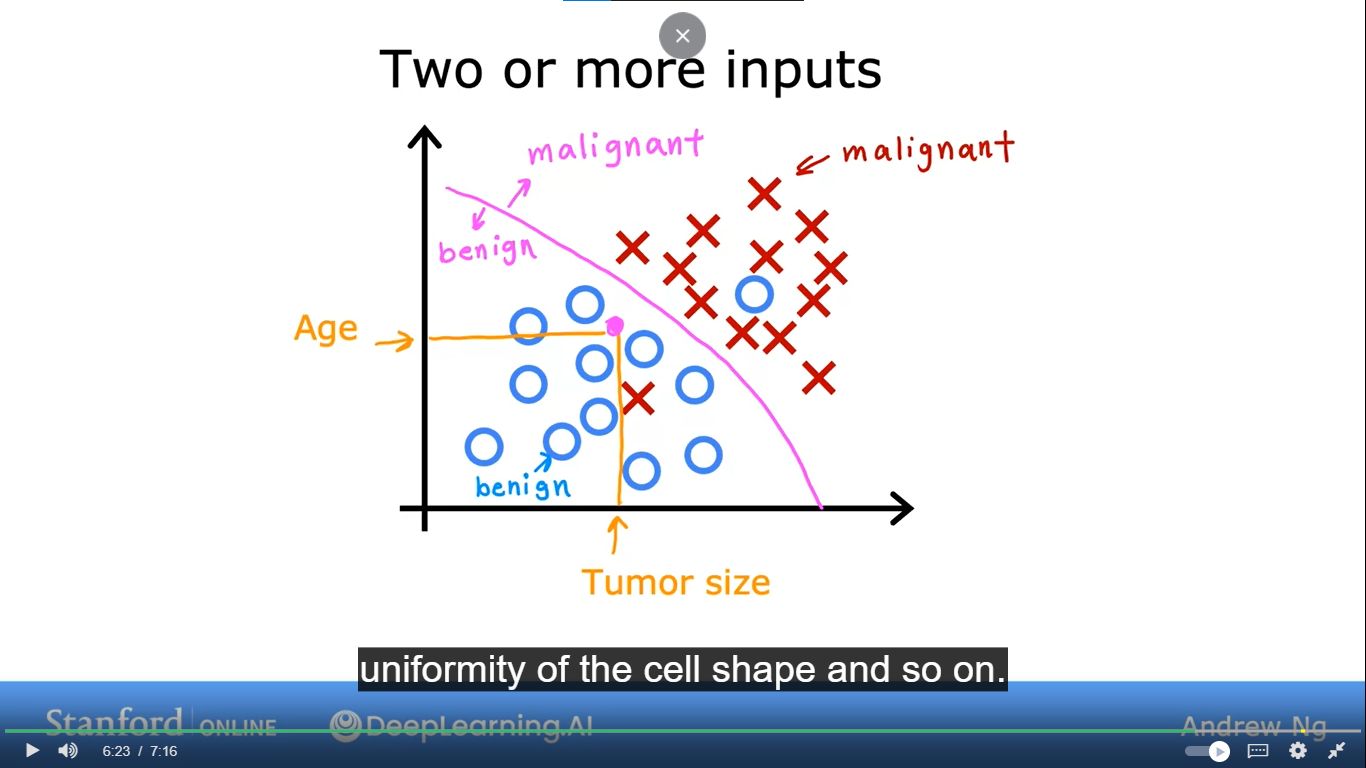 Two or more inputs
malignant
malignant
benign
Age
benign
Tumor size
uniformity of the cell shape and so on.
Stanford ONLINE
DeepLearning.AI
Andrew Ng
6:23 / 7:16